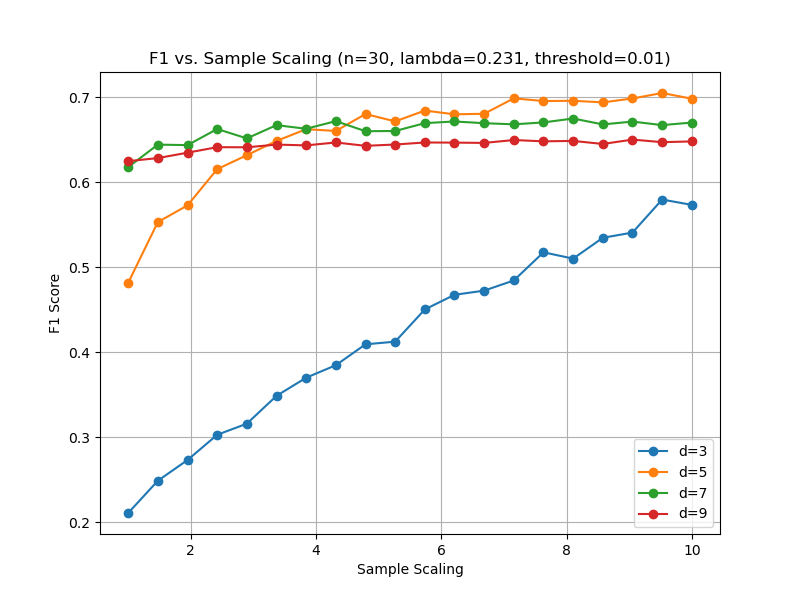 F1 vs. Sample Scaling (n=30, lambda=0.231, threshold=0.01)
F1 Score
0.7
0.6
0.5
0.4
0.3
0.2
2 4 6 8 10
Sample Scaling
d=3
d=5
d=7
d=9